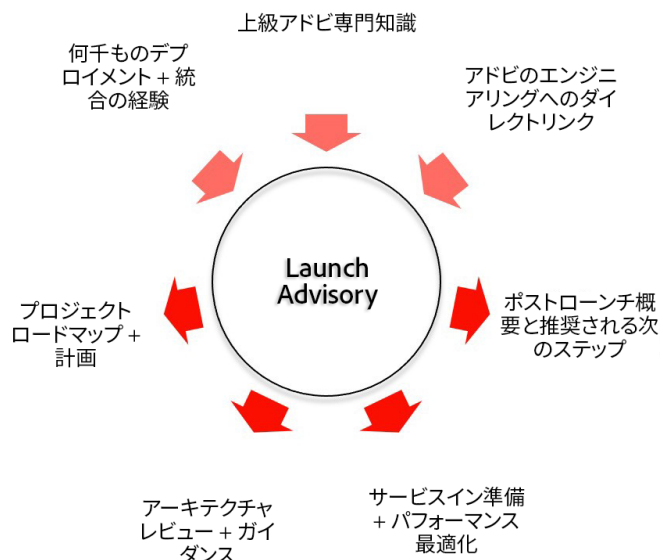 上級アドビ専門知識
何千ものデプ
ロイメント + 統
合の経験
アドビのエンジニ
アリングへのダイ
レクトリンク
Launch
Advisory
プロジェクト
ロードマップ +
計画
ポストローンチ概
要と推奨される次
のステップ
アーキテクチャ
レビュー + ガイ
ダンス
サービスイン準備
+ パフォーマンス
最適化